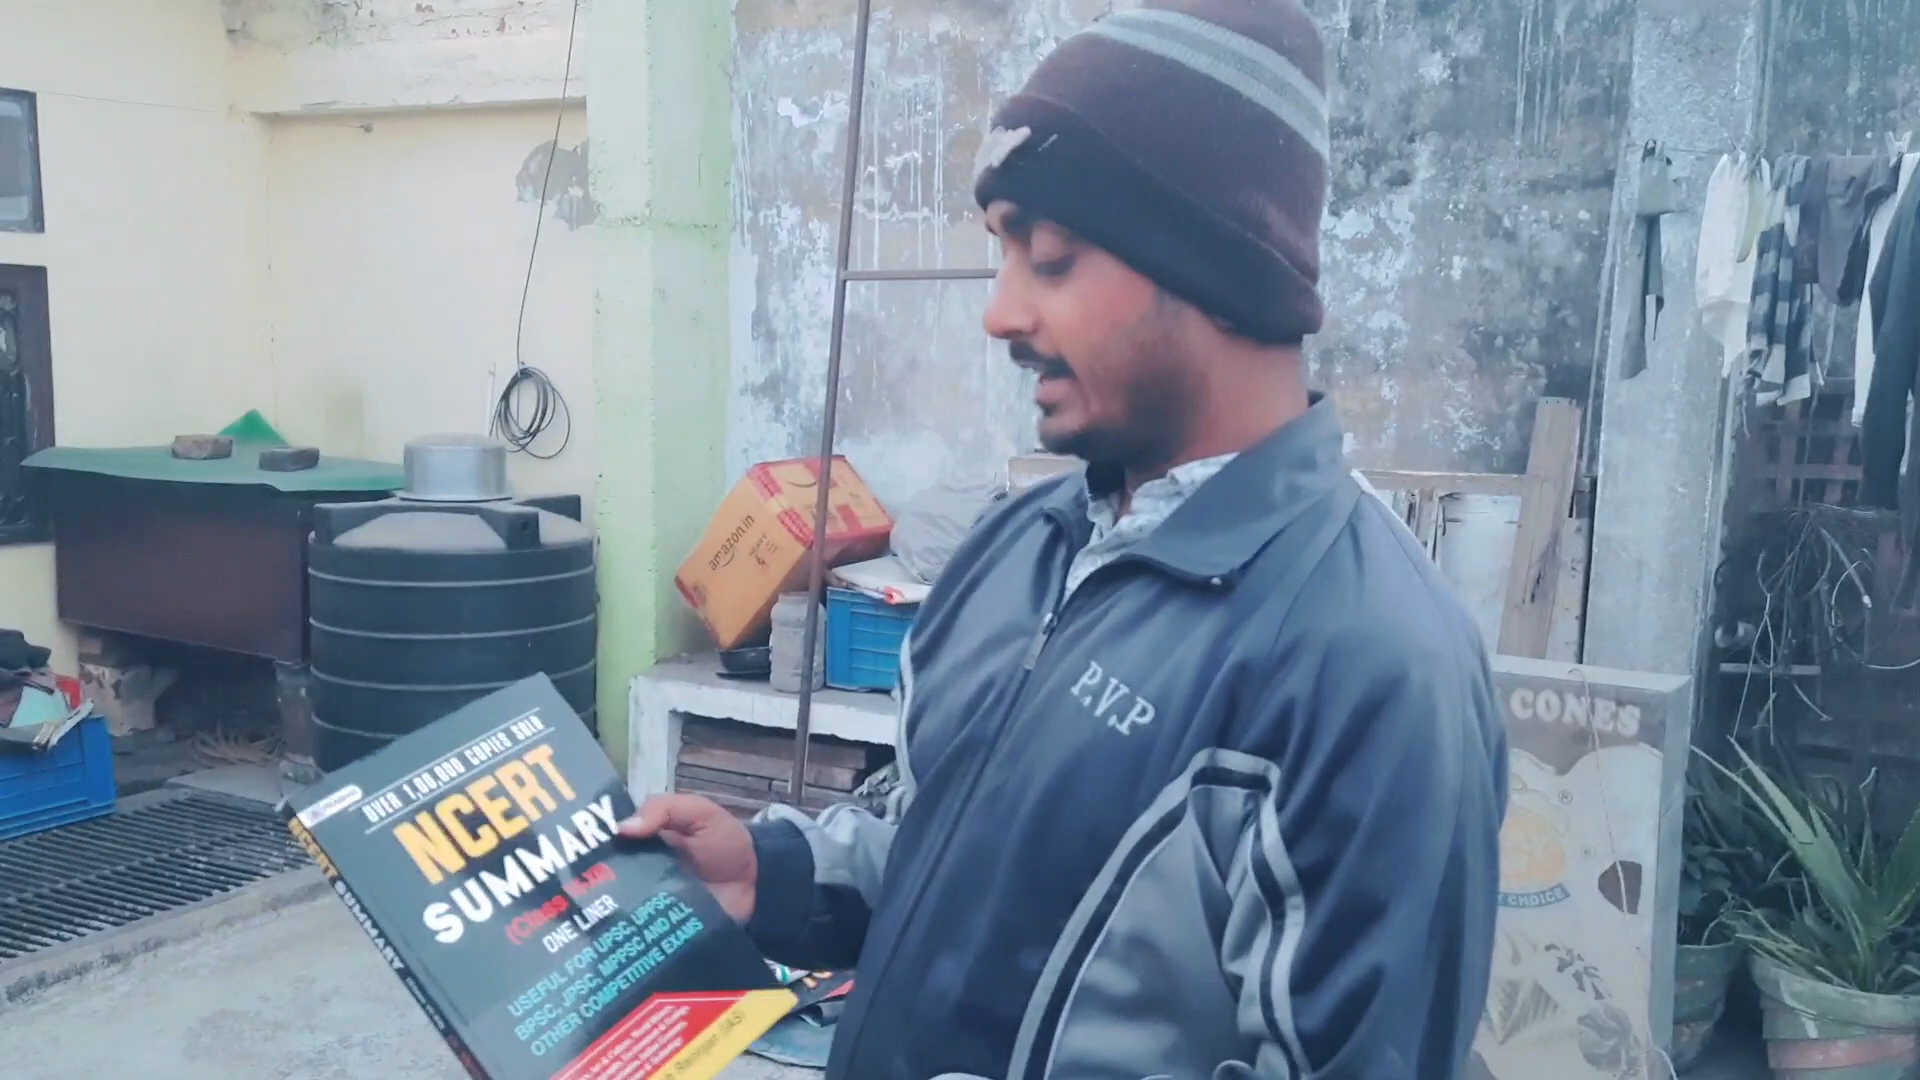 OVER 1,00,000 COPIES SOLD
NCERT
SUMMARY
ONE LINER
USEFUL FOR UPSC, UPPSC,
BPSC, JPSC, MPPSC AND ALL
OTHER COMPETITIVE EXAMS
(IAS)
NCERT SUMMARY
amazon.in
P.V.P
CONES
CHOICE